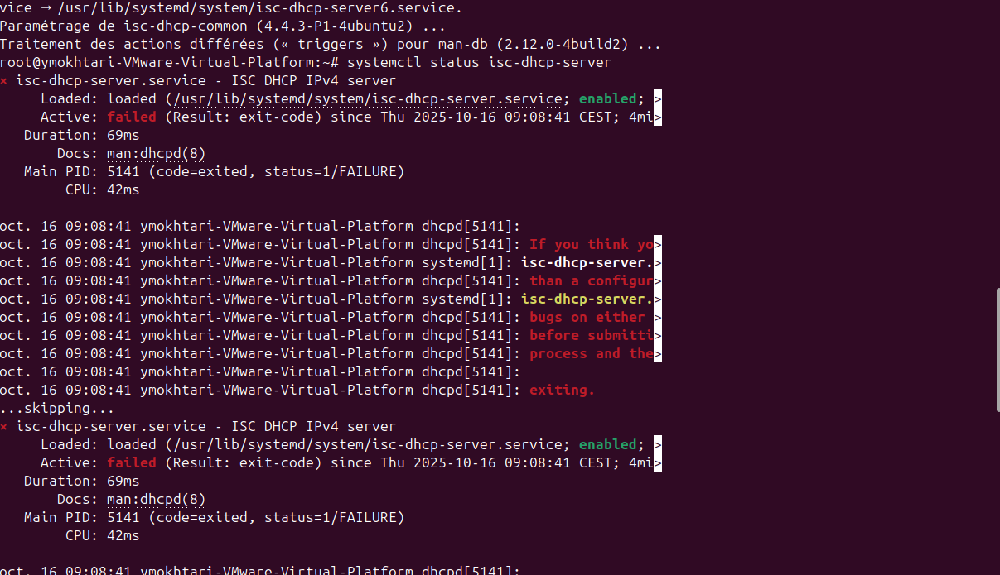 vice → /usr/lib/systemd/system/isc-dhcp-server6.service.
Paramétrage de isc-dhcp-common (4.4.3-P1-4ubuntu2) ...
Traitement des actions différées (« triggers ») pour man-db (2.12.0-4build2) ...
root@ymokhtari-VMware-Virtual-Platform:~# systemctl status isc-dhcp-server
× isc-dhcp-server.service - ISC DHCP IPv4 server
     Loaded: loaded (/usr/lib/systemd/system/isc-dhcp-server.service; enabled; >
     Active: failed (Result: exit-code) since Thu 2025-10-16 09:08:41 CEST; 4mi>
   Duration: 69ms
       Docs: man:dhcpd(8)
   Main PID: 5141 (code=exited, status=1/FAILURE)
        CPU: 42ms

oct. 16 09:08:41 ymokhtari-VMware-Virtual-Platform dhcpd[5141]:
oct. 16 09:08:41 ymokhtari-VMware-Virtual-Platform dhcpd[5141]: If you think yo>
oct. 16 09:08:41 ymokhtari-VMware-Virtual-Platform systemd[1]: isc-dhcp-server.>
oct. 16 09:08:41 ymokhtari-VMware-Virtual-Platform dhcpd[5141]: than a configur>
oct. 16 09:08:41 ymokhtari-VMware-Virtual-Platform systemd[1]: isc-dhcp-server.>
oct. 16 09:08:41 ymokhtari-VMware-Virtual-Platform dhcpd[5141]: bugs on either >
oct. 16 09:08:41 ymokhtari-VMware-Virtual-Platform dhcpd[5141]: before submitti>
oct. 16 09:08:41 ymokhtari-VMware-Virtual-Platform dhcpd[5141]: process and the>
oct. 16 09:08:41 ymokhtari-VMware-Virtual-Platform dhcpd[5141]:
oct. 16 09:08:41 ymokhtari-VMware-Virtual-Platform dhcpd[5141]: exiting.
...skipping...
× isc-dhcp-server.service - ISC DHCP IPv4 server
     Loaded: loaded (/usr/lib/systemd/system/isc-dhcp-server.service; enabled; >
     Active: failed (Result: exit-code) since Thu 2025-10-16 09:08:41 CEST; 4mi>
   Duration: 69ms
       Docs: man:dhcpd(8)
   Main PID: 5141 (code=exited, status=1/FAILURE)
        CPU: 42ms

oct. 16 09:08:41 ymokhtari-VMware-Virtual-Platform dhcpd[5141]: